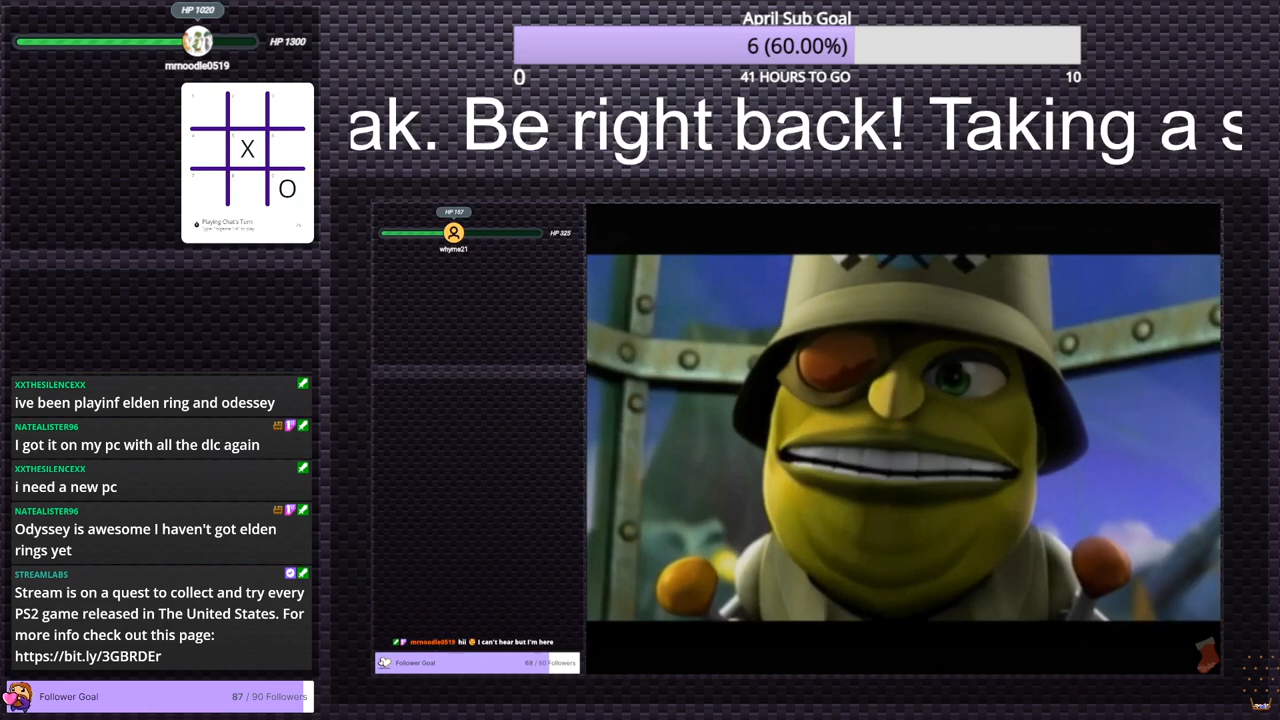 HP 1020
HP 1300
mrnoodle0519
April Sub Goal
6 (60.00%)
0
41 HOURS TO GO
10
ak. Be right back! Taking a s
X
O
Playing Chat's Turn
HP 157
HP 325
whyme21
XXTHESILENCEXX
ive been playinf elden ring and odessey
NATEALISTER96
I got it on my pc with all the dlc again
XXTHESILENCEXX
i need a new pc
NATEALISTER96
Odyssey is awesome I haven't got elden
rings yet
STREAMLABS
Stream is on a quest to collect and try every
PS2 game released in The United States. For
more info check out this page:
https://bit.ly/3GBRDEr
Follower Goal
87 / 90 Followers
mrnoodle0519 hii I can't hear but I'm here
Follower Goal
68 / 80 Followers